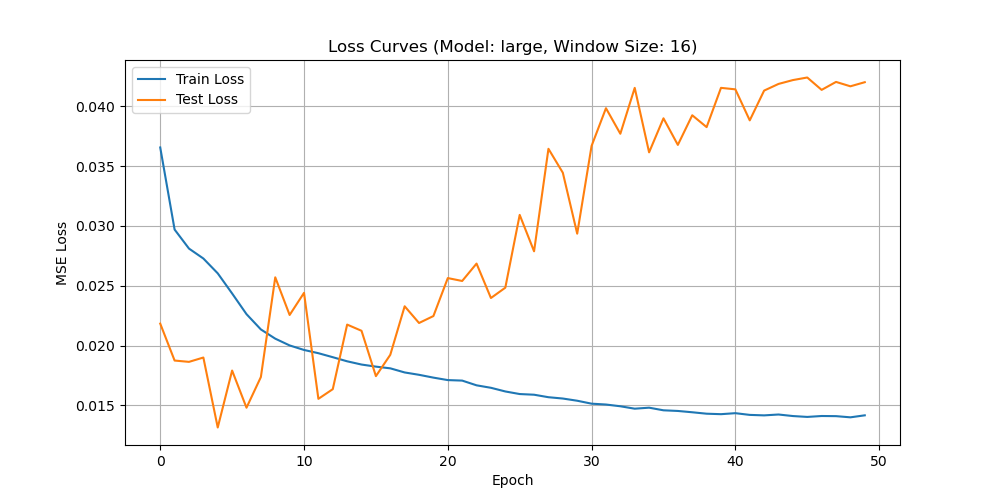 Loss Curves (Model: large, Window Size: 16)
Train Loss
Test Loss
MSE Loss
0.040
0.035
0.030
0.025
0.020
0.015
0 10 20 30 40 50
Epoch